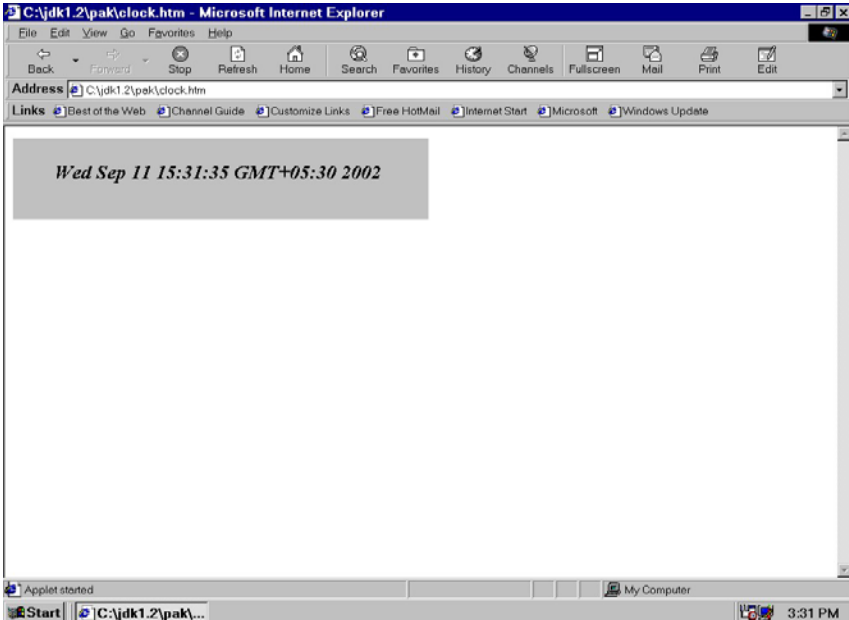 C:\jdk1.2\pak\clock.htm - Microsoft Internet Explorer
File Edit View Go Favorites Help
Back Forward Stop Refresh Home Search Favorites History Channels Fullscreen Mail Print Edit
Address C:\jdk1.2\pak\clock.htm
Links Best of the Web Channel Guide Customize Links Free HotMail Internet Start Microsoft Windows Update
Wed Sep 11 15:31:35 GMT+05:30 2002
Applet started My Computer
Start C:\jdk1.2\pak\... 3:31 PM